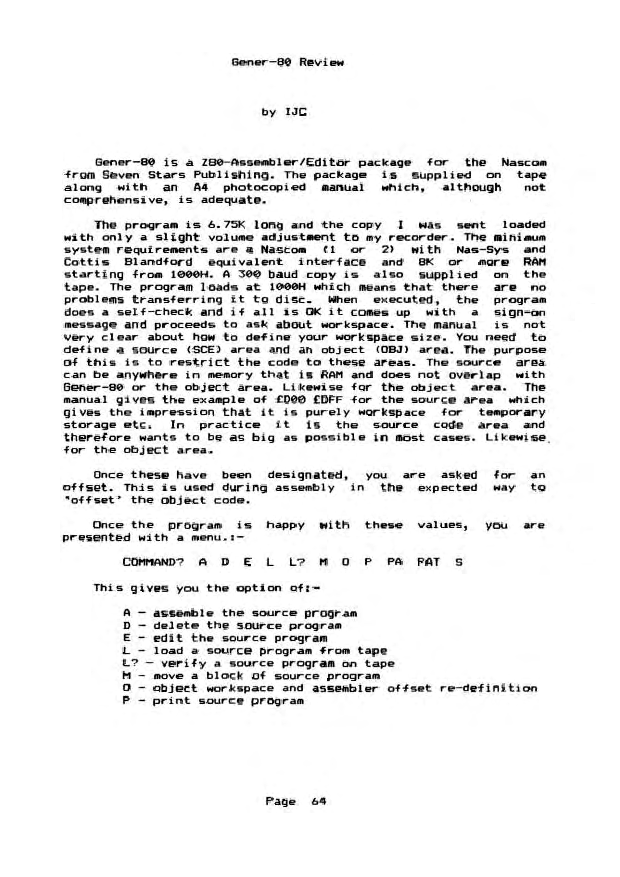 Gener-80 Review
by IJC
Gener-80 is a Z80-Assembler/Editor package for the Nascom
from Seven Stars Publishing. The package is supplied on tape
along with an A4 photocopied manual which, although not
comprehensive, is adequate.
The program is 6.75K long and the copy I was sent loaded
with only a slight volume adjustment to my recorder. The minimum
system requirements are a Nascom (1 or 2) with Nas-Sys and
Cottis Blandford equivalent interface and 8K or more RAM
starting from 1000H. A 300 baud copy is also supplied on the
tape. The program loads at 1000H which means that there are no
problems transferring it to disc. When executed, the program
does a self-check and if all is OK it comes up with a sign-on
message and proceeds to ask about workspace. The manual is not
very clear about how to define your workspace size. You need to
define a source (SCE) area and an object (OBJ) area. The purpose
of this is to restrict the code to these areas. The source area
can be anywhere in memory that is RAM and does not overlap with
Gener-80 or the object area. Likewise for the object area. The
manual gives the example of £D00 £DFF for the source area which
gives the impression that it is purely workspace for temporary
storage etc. In practice it is the source code area and
therefore wants to be as big as possible in most cases. Likewise
for the object area.
Once these have been designated, you are asked for an
offset. This is used during assembly in the expected way to
'offset' the object code.
Once the program is happy with these values, you are
presented with a menu.:-
COMMAND? A D E L L? M O P PA PAT S
This gives you the option of:-
A - assemble the source program
D - delete the source program
E - edit the source program
L - load a source program from tape
L? - verify a source program on tape
M - move a block of source program
O - object workspace and assembler offset re-definition
P - print source program
Page 64